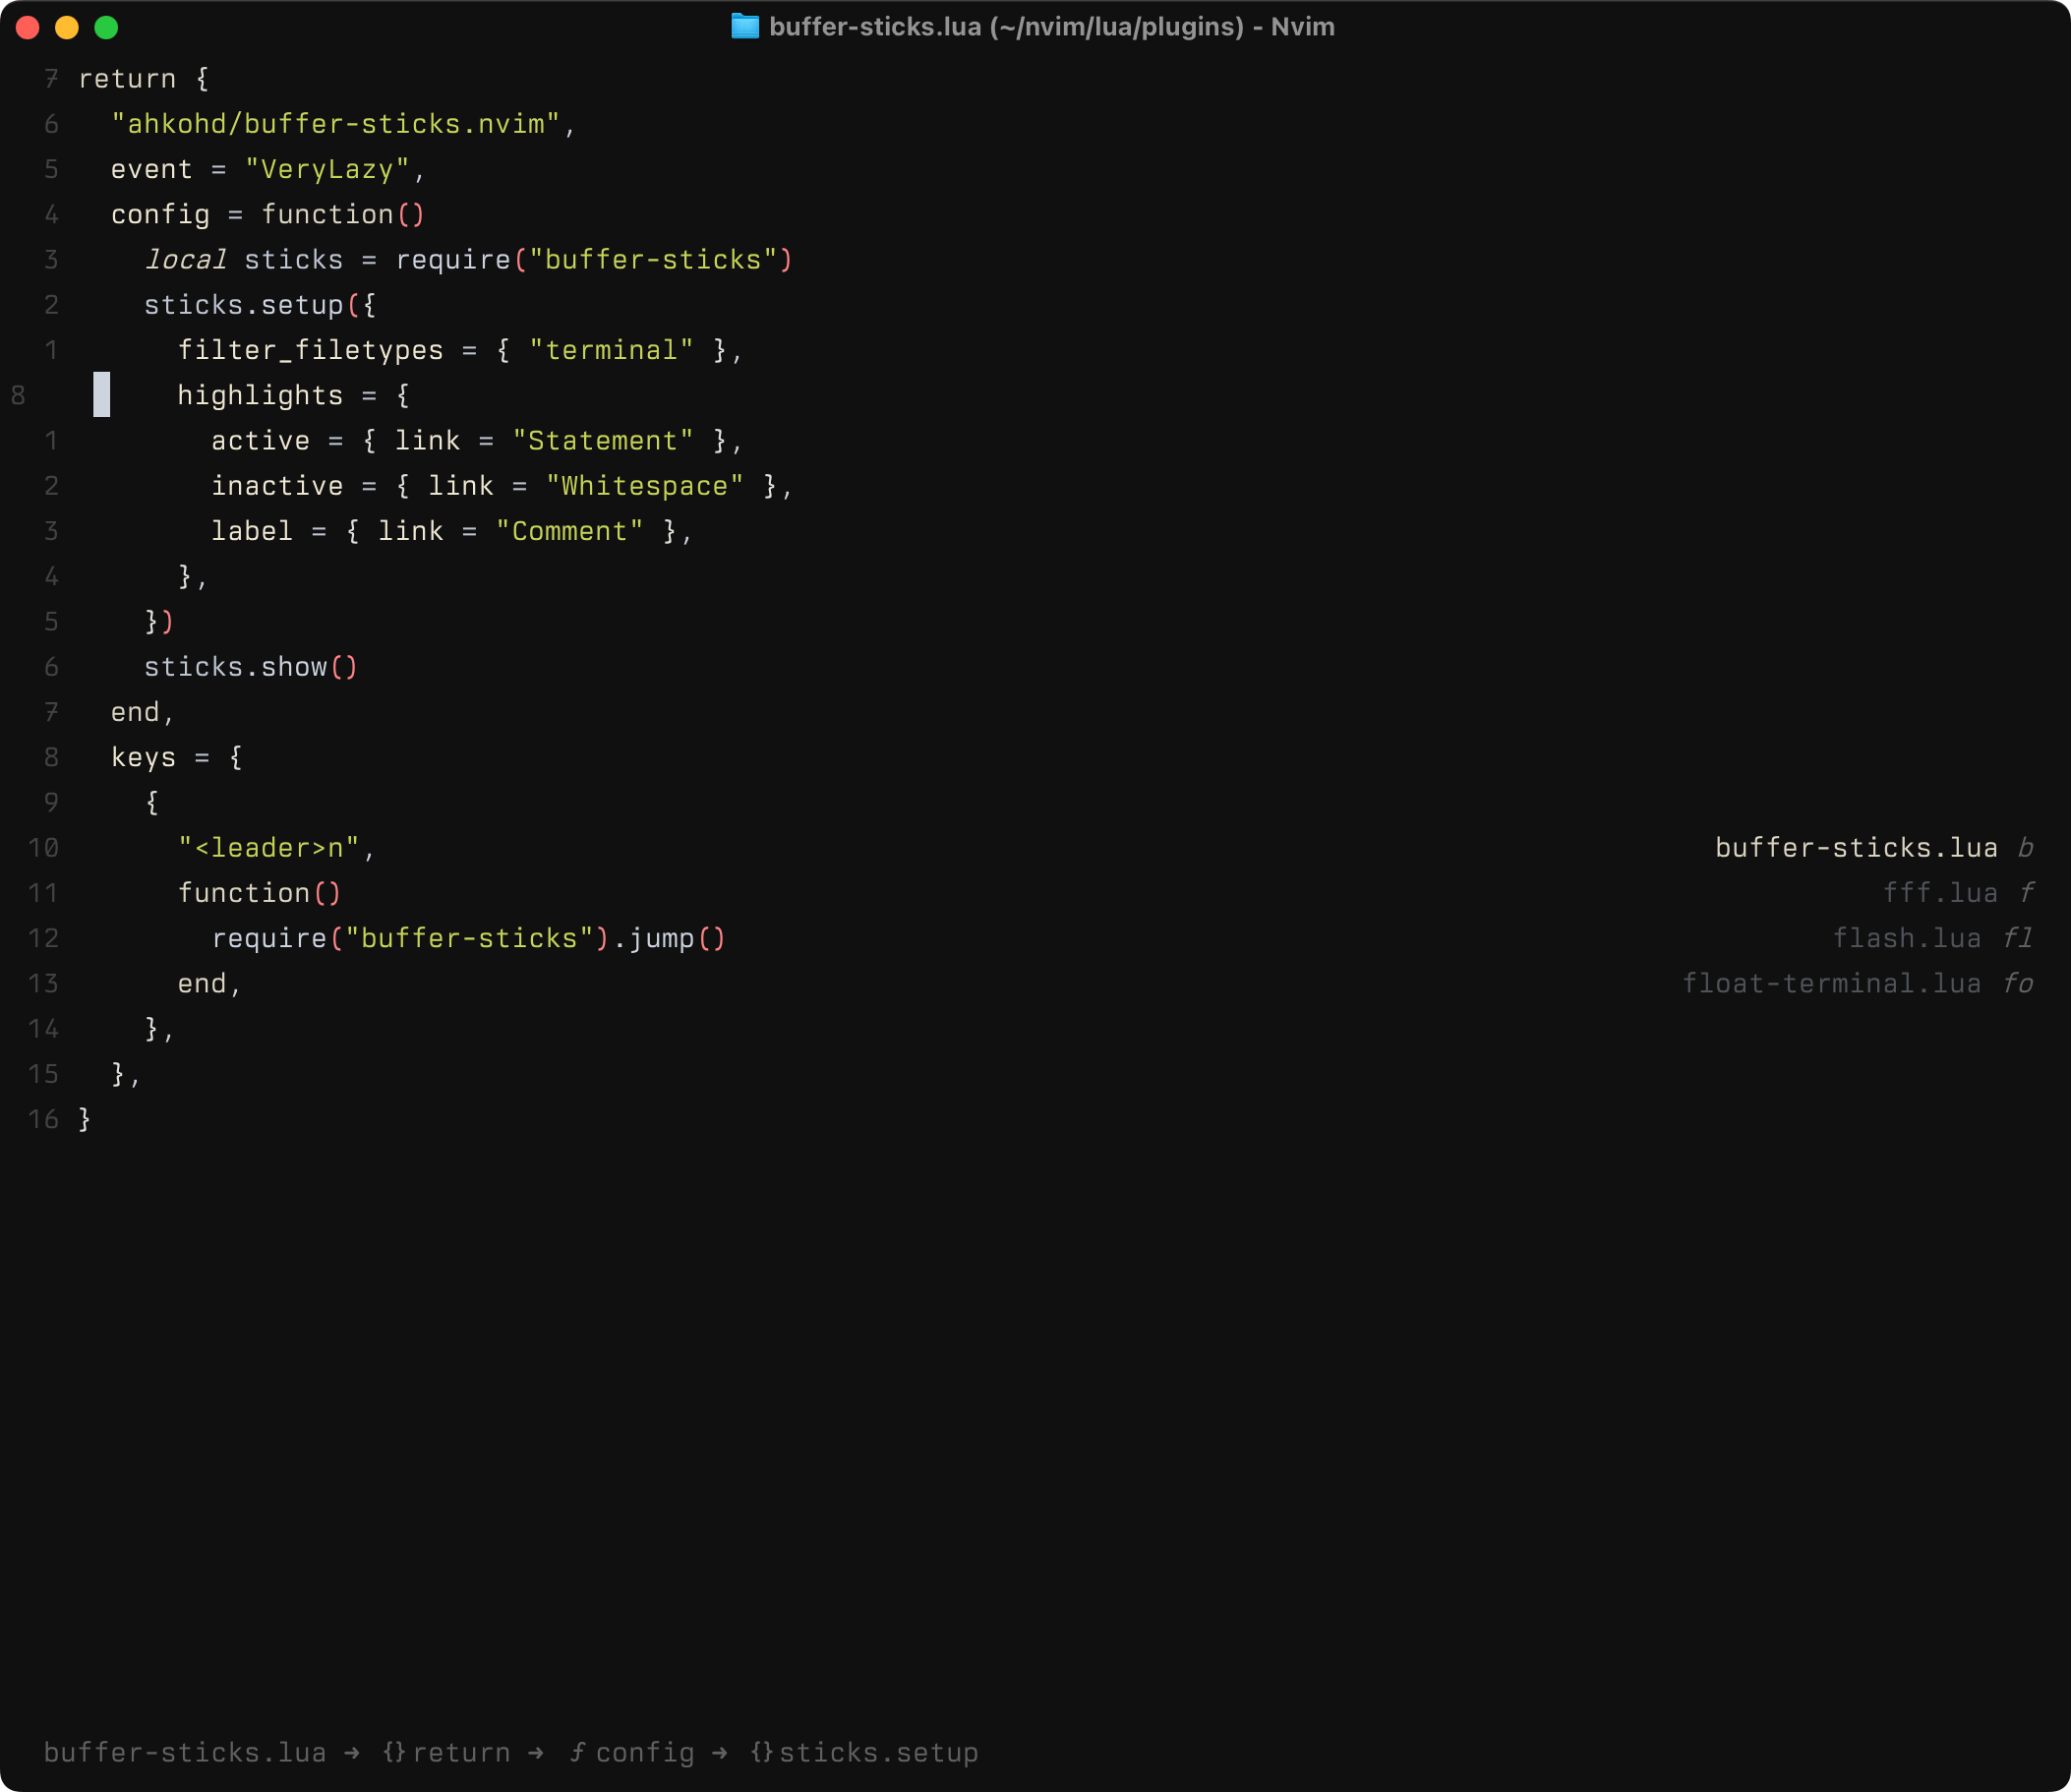 buffer-sticks.lua (~/nvim/lua/plugins) - Nvim
7 return {
6   "ahkohd/buffer-sticks.nvim",
5   event = "VeryLazy",
4   config = function()
3     local sticks = require("buffer-sticks")
2     sticks.setup({
1       filter_filetypes = { "terminal" },
8       highlights = {
1         active = { link = "Statement" },
2         inactive = { link = "Whitespace" },
3         label = { link = "Comment" },
4       },
5     })
6     sticks.show()
7   end,
8   keys = {
9     {
10       "<leader>n", buffer-sticks.lua b
11       function() fff.lua f
12         require("buffer-sticks").jump() flash.lua fl
13       end, float-terminal.lua fo
14     },
15   },
16 }
buffer-sticks.lua → {} return → ƒ config → {} sticks.setup